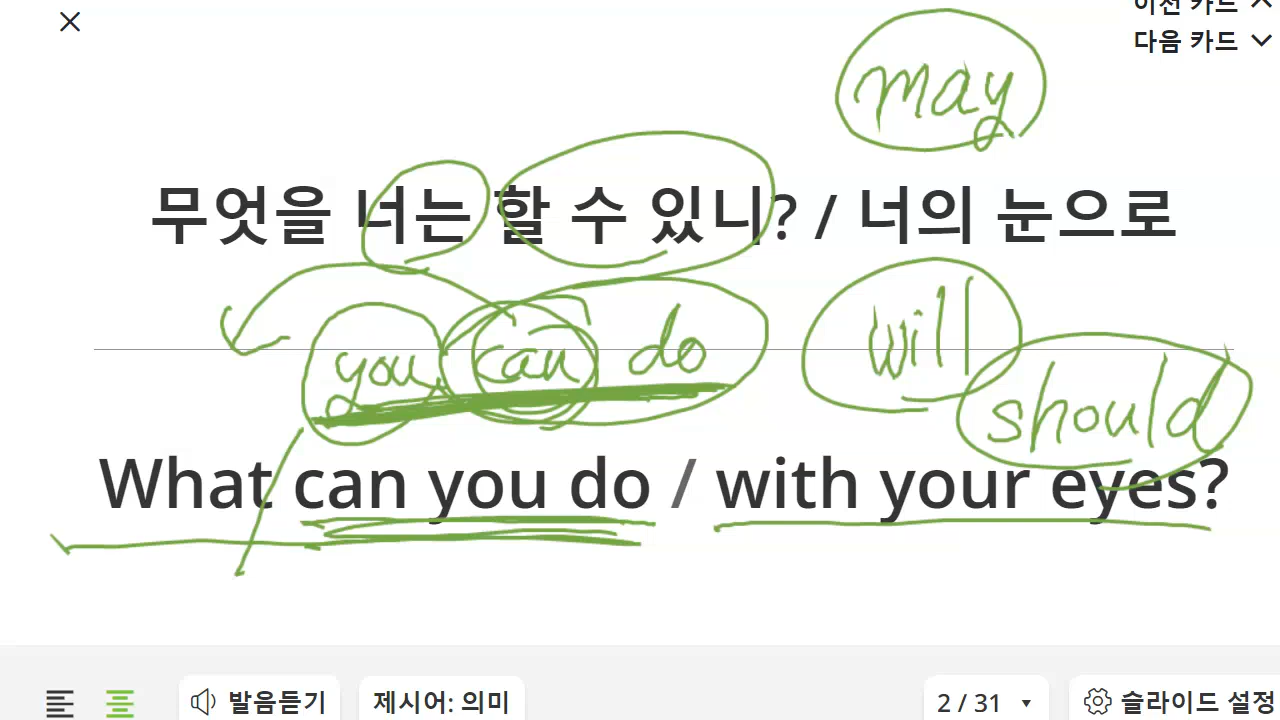 이전 카드
다음 카드
may
무엇을 너는 할 수 있니? / 너의 눈으로
you can do will
should
What can you do / with your eyes?
발음듣기 제시어: 의미 2 / 31 슬라이드 설정